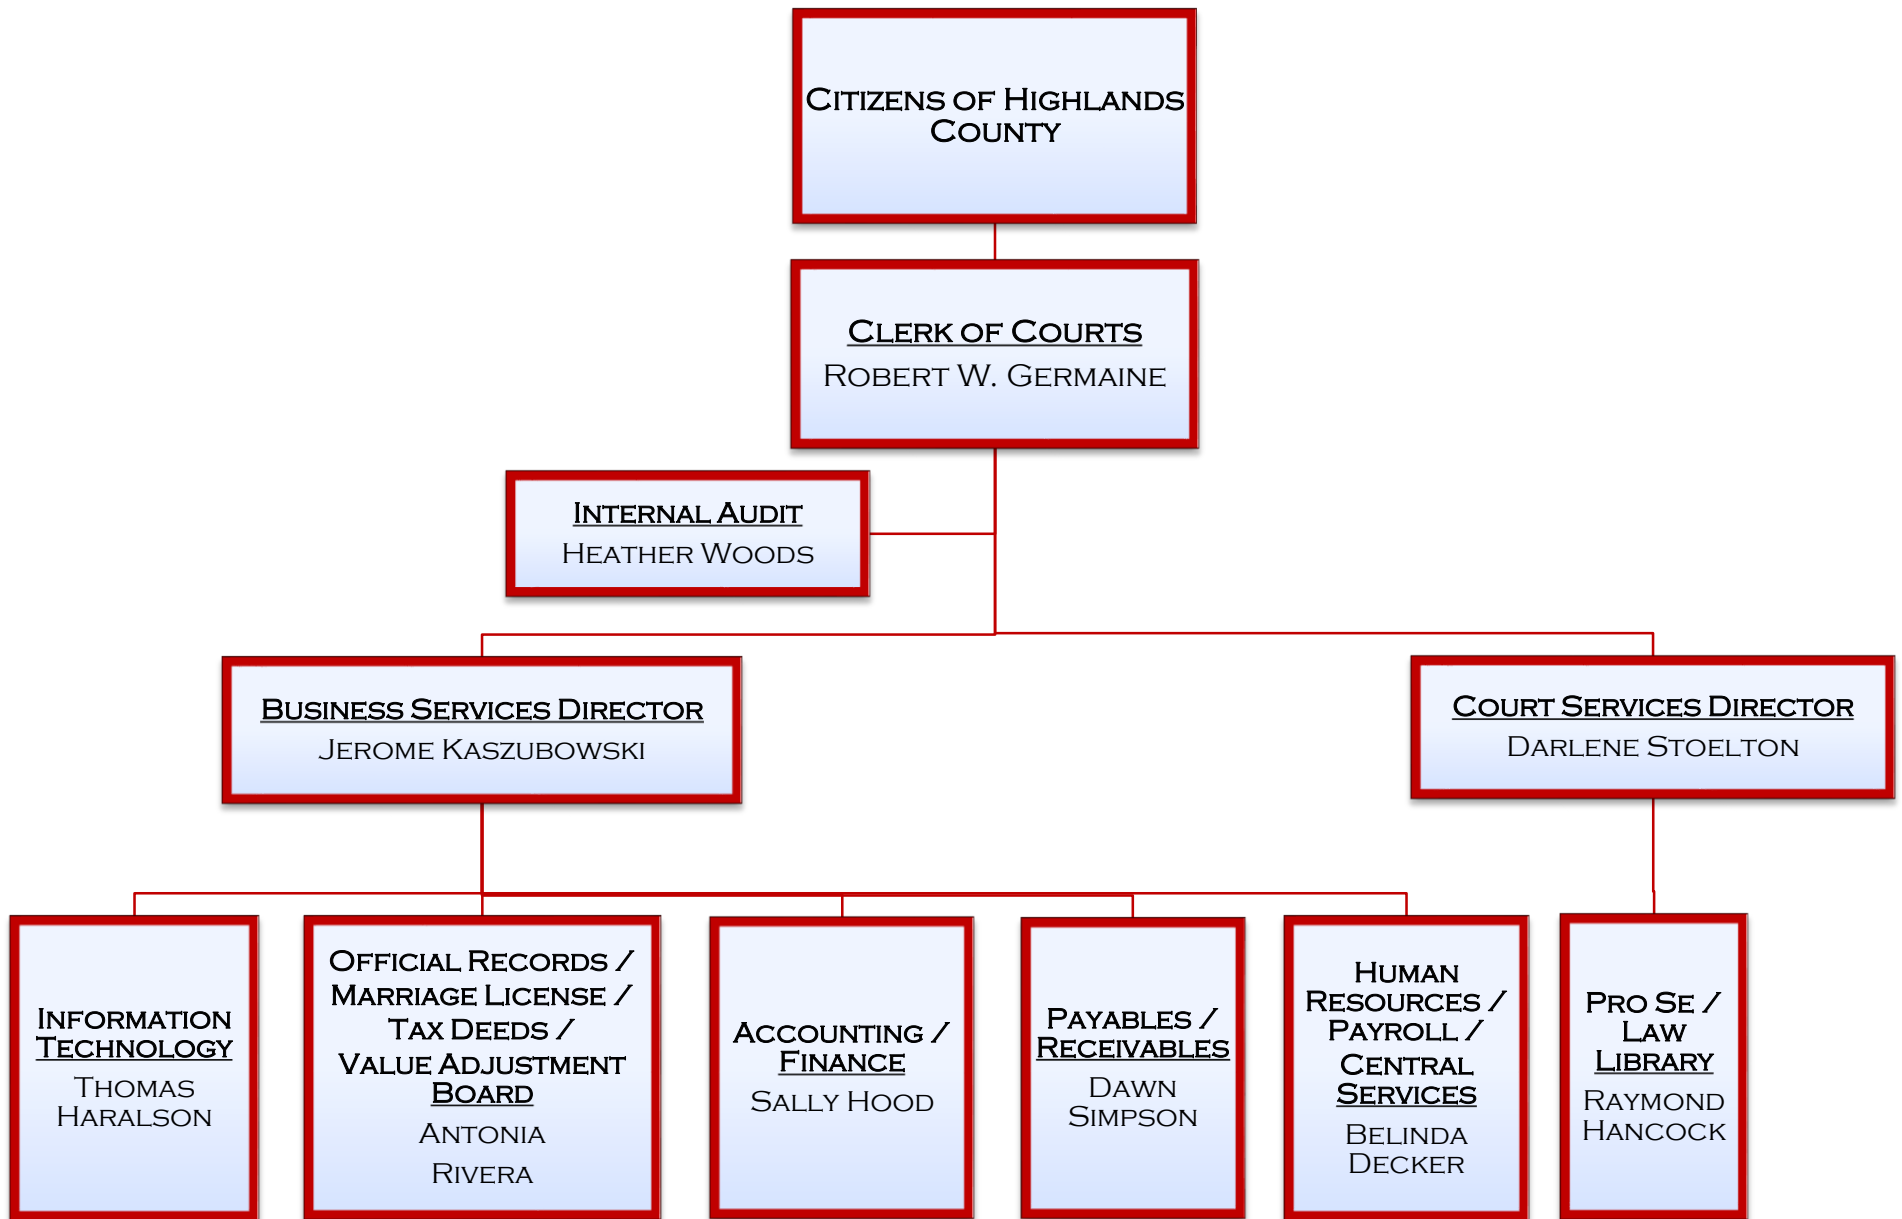 Citizens of Highlands
County
Clerk of Courts
Robert W. Germaine
Internal Audit
Heather Woods
Business Services Director
Jerome Kaszubowski
Court Services Director
Darlene Stoelton
Information
Technology
Thomas
Haralson
Official Records /
Marriage License /
Tax Deeds /
Value Adjustment
Board
Antonia
Rivera
Accounting /
Finance
Sally Hood
Payables /
Receivables
Dawn
Simpson
Human
Resources /
Payroll /
Central
Services
Belinda
Decker
Pro Se /
Law
Library
Raymond
Hancock